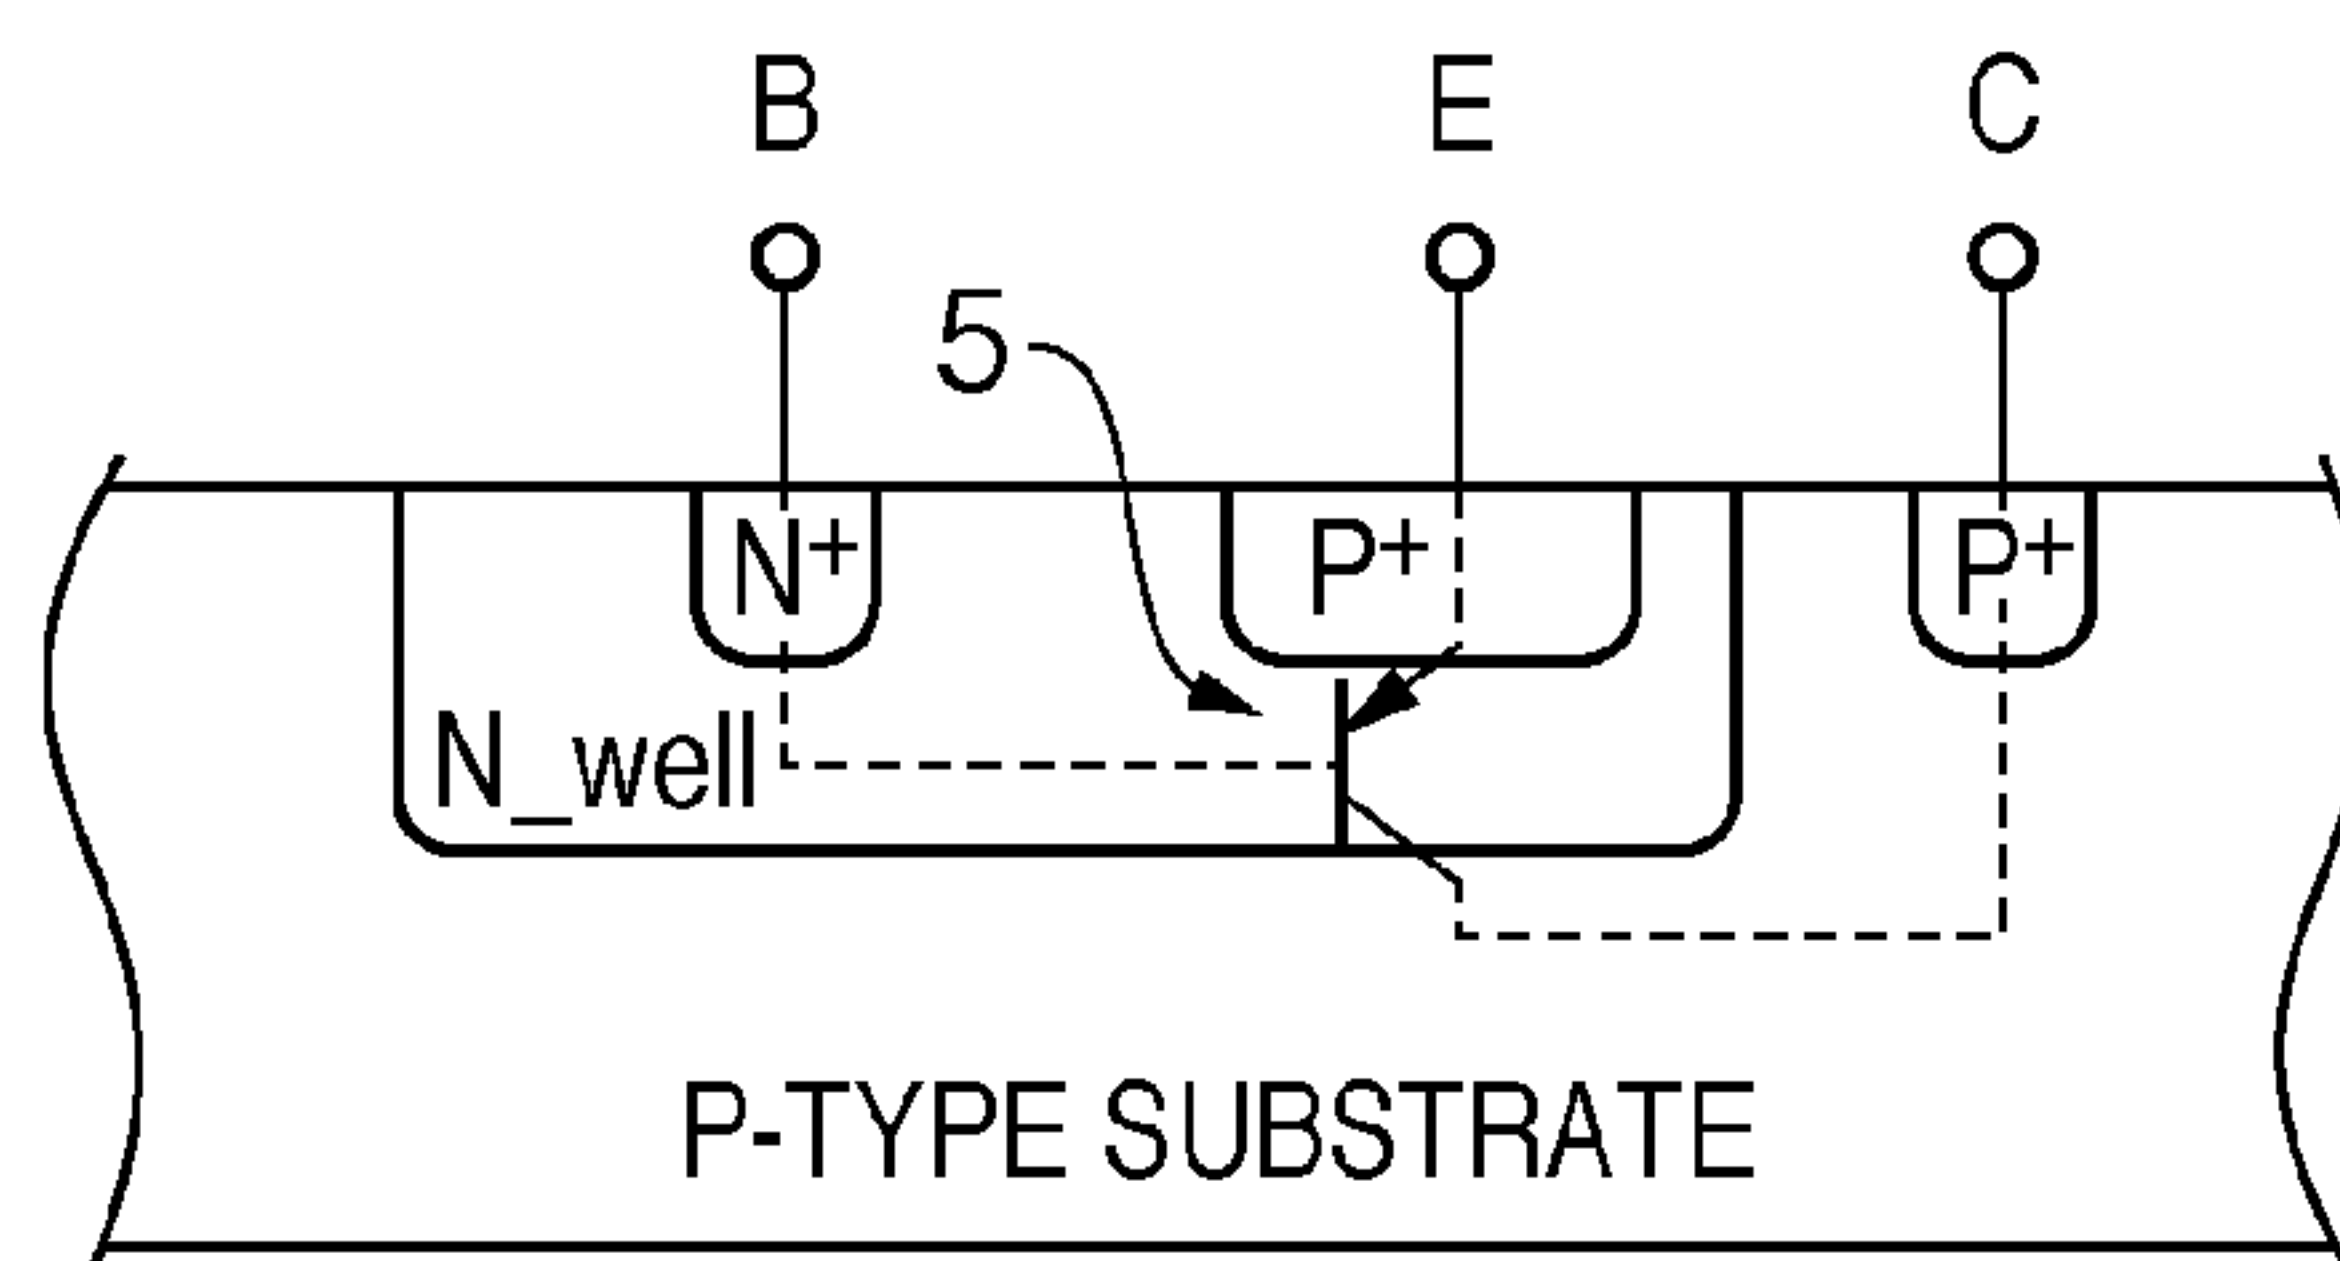 B E C
5
N+ P+ P+
N_well
P-TYPE SUBSTRATE